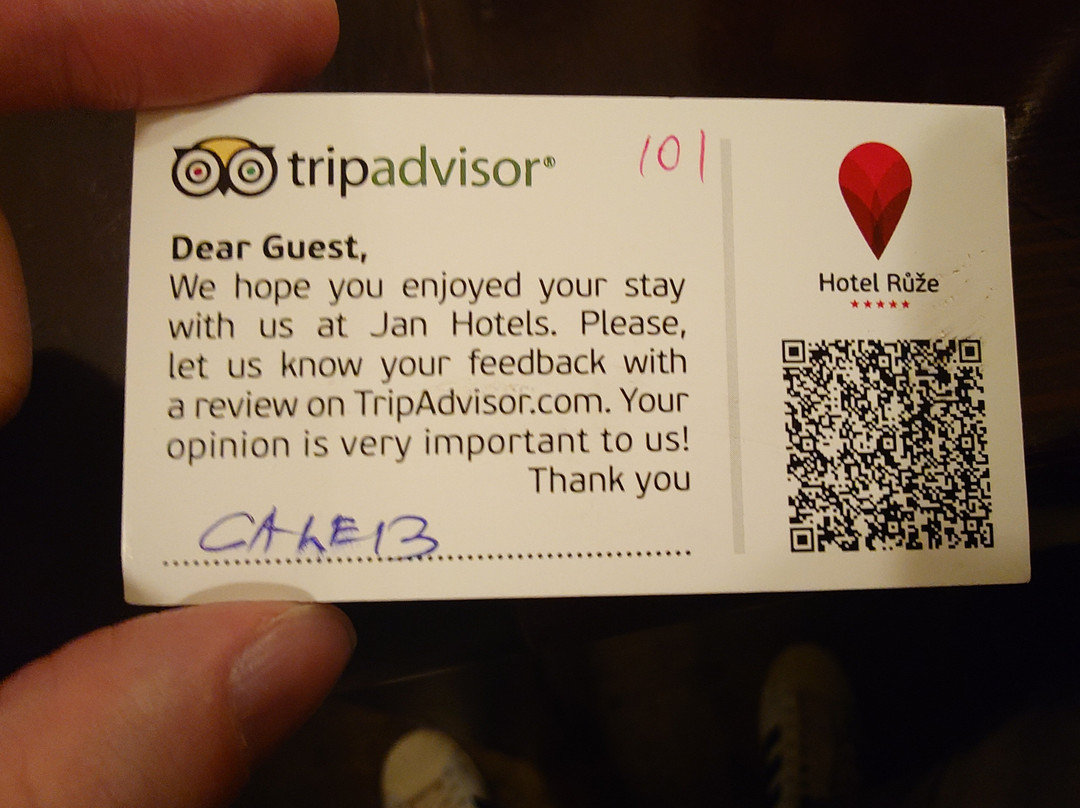 tripadvisor®
101
Dear Guest,
We hope you enjoyed your stay
with us at Jan Hotels. Please,
let us know your feedback with
a review on TripAdvisor.com. Your
opinion is very important to us!
Thank you
CALEB
Hotel Růže